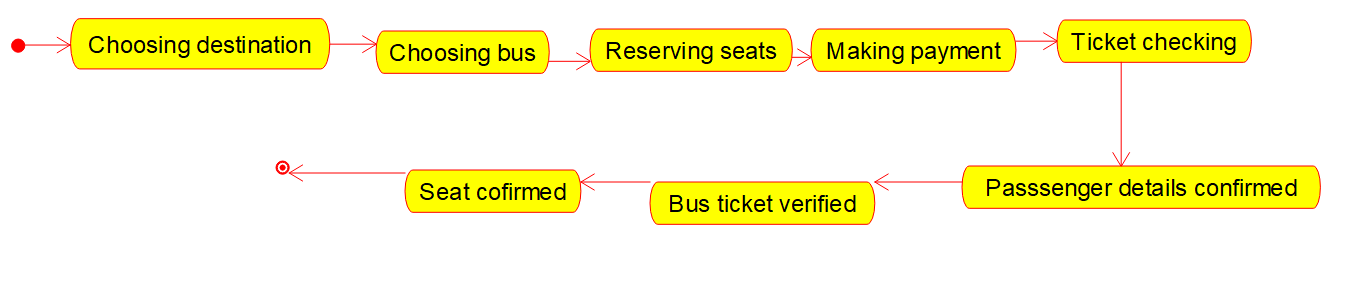 Choosing destination
Choosing bus
Reserving seats
Making payment
Ticket checking
Passsenger details confirmed
Bus ticket verified
Seat cofirmed